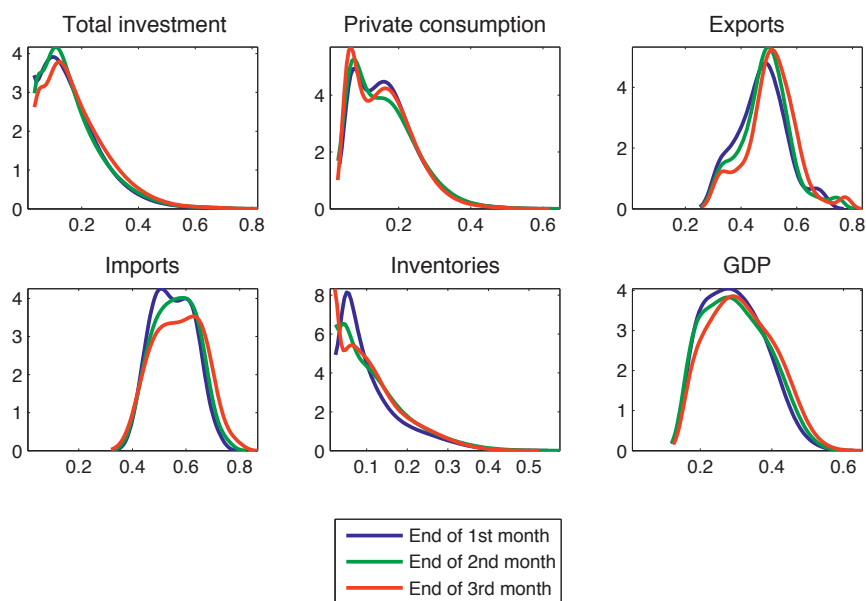 Total investment
Private consumption
Exports
4
3
2
1
0
0.2 0.4 0.6 0.8
4
2
0
0.2 0.4 0.6
4
2
0
0.2 0.4 0.6 0.8
Imports
Inventories
GDP
4
3
2
1
0
0.2 0.4 0.6 0.8
8
6
4
2
0
0.1 0.2 0.3 0.4 0.5
4
3
2
1
0
0.2 0.4 0.6
End of 1st month
End of 2nd month
End of 3rd month